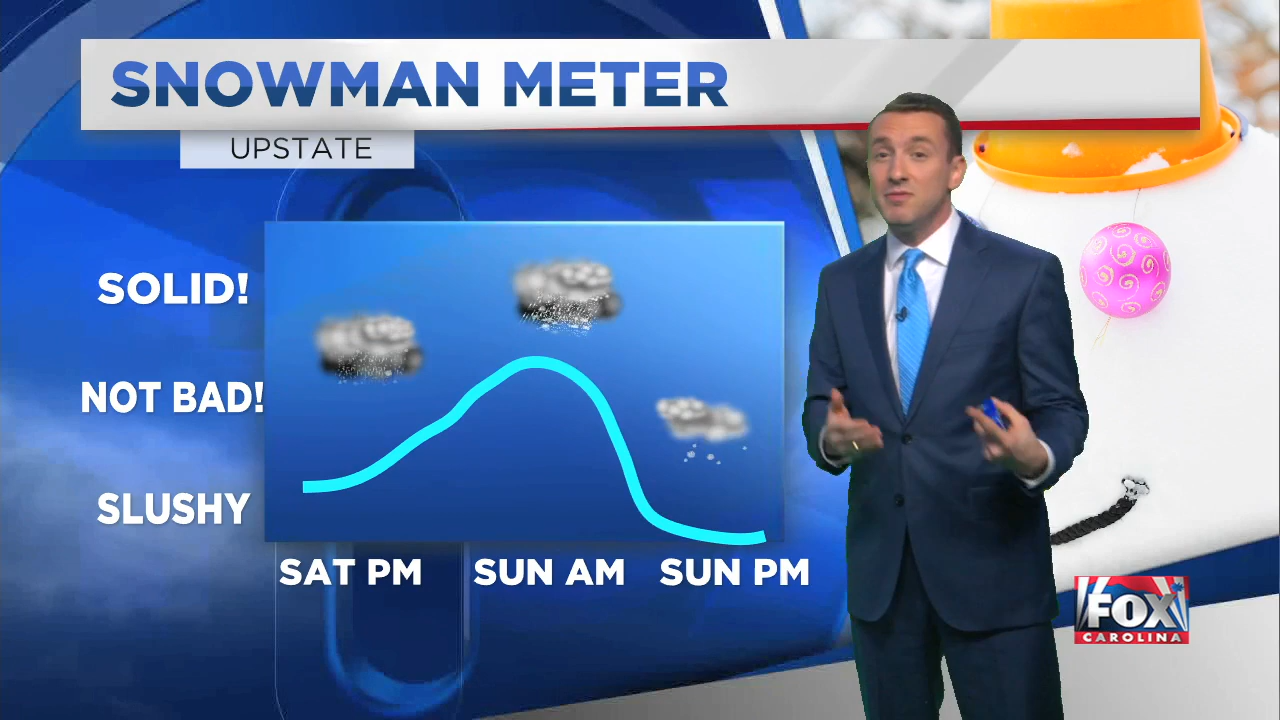 SNOWMAN METER
UPSTATE
SOLID!
NOT BAD!
SLUSHY
SAT PM
SUN AM
SUN PM
FOX
CAROLINA